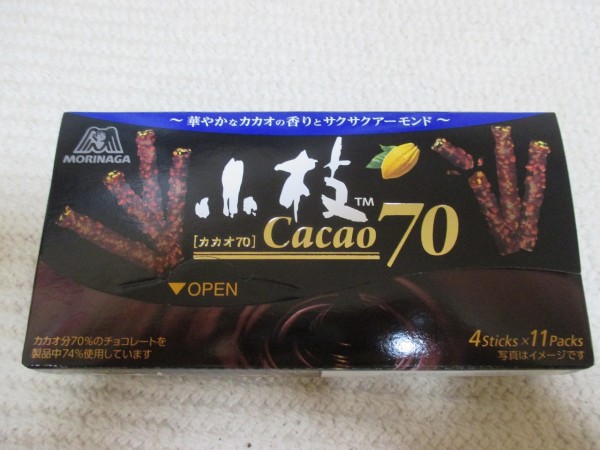 ～華やかなカカオの香りとサクサクアーモンド～
MORINAGA
小枝™
[カカオ70] Cacao 70
▼OPEN
カカオ分70%のチョコレートを
製品中74%使用しています
4Sticks×11Packs
写真はイメージです